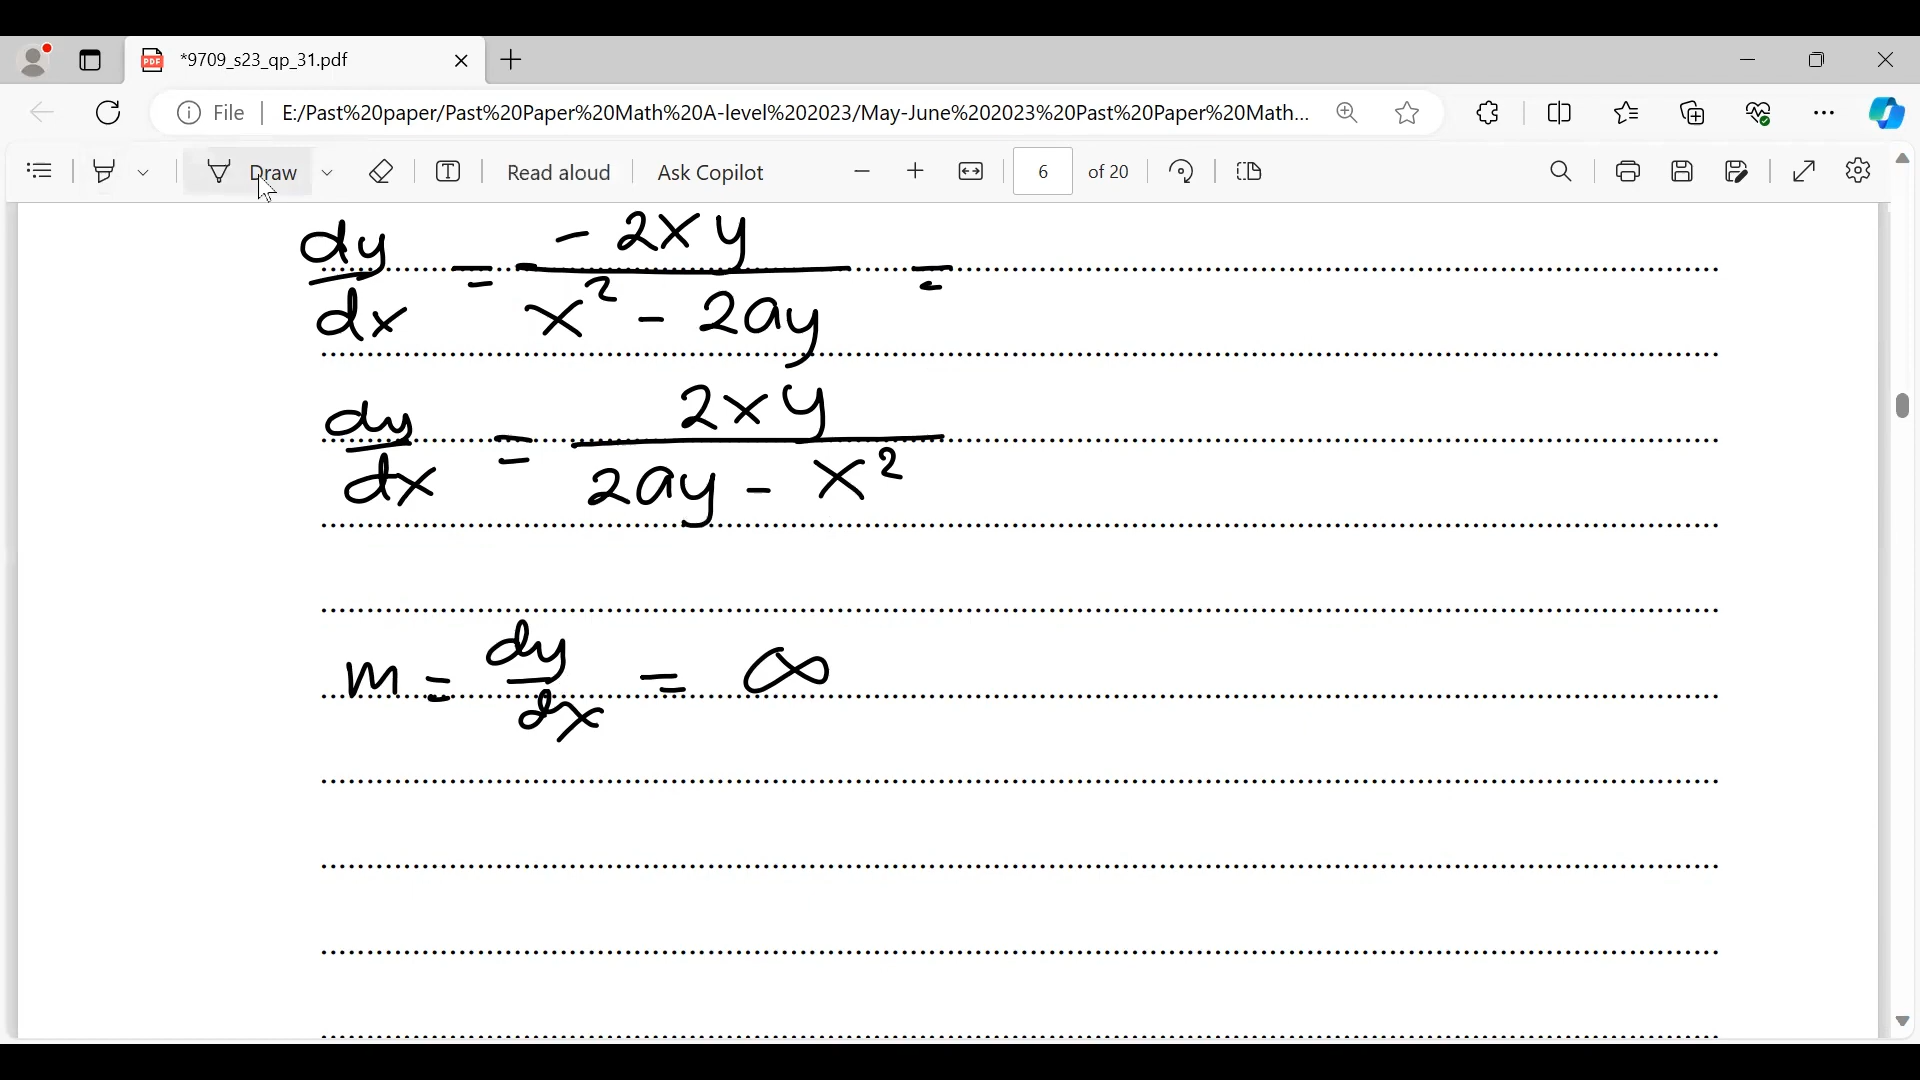 *9709_s23_qp_31.pdf
File E:/Past%20paper/Past%20Paper%20Math%20A-level%202023/May-June%202023%20Past%20Paper%20Math...
Draw Read aloud Ask Copilot 6 of 20
dy/dx = - 2xy / x² - 2ay =
dy/dx = 2xy / 2ay - x²
m = dy/dx = ∞